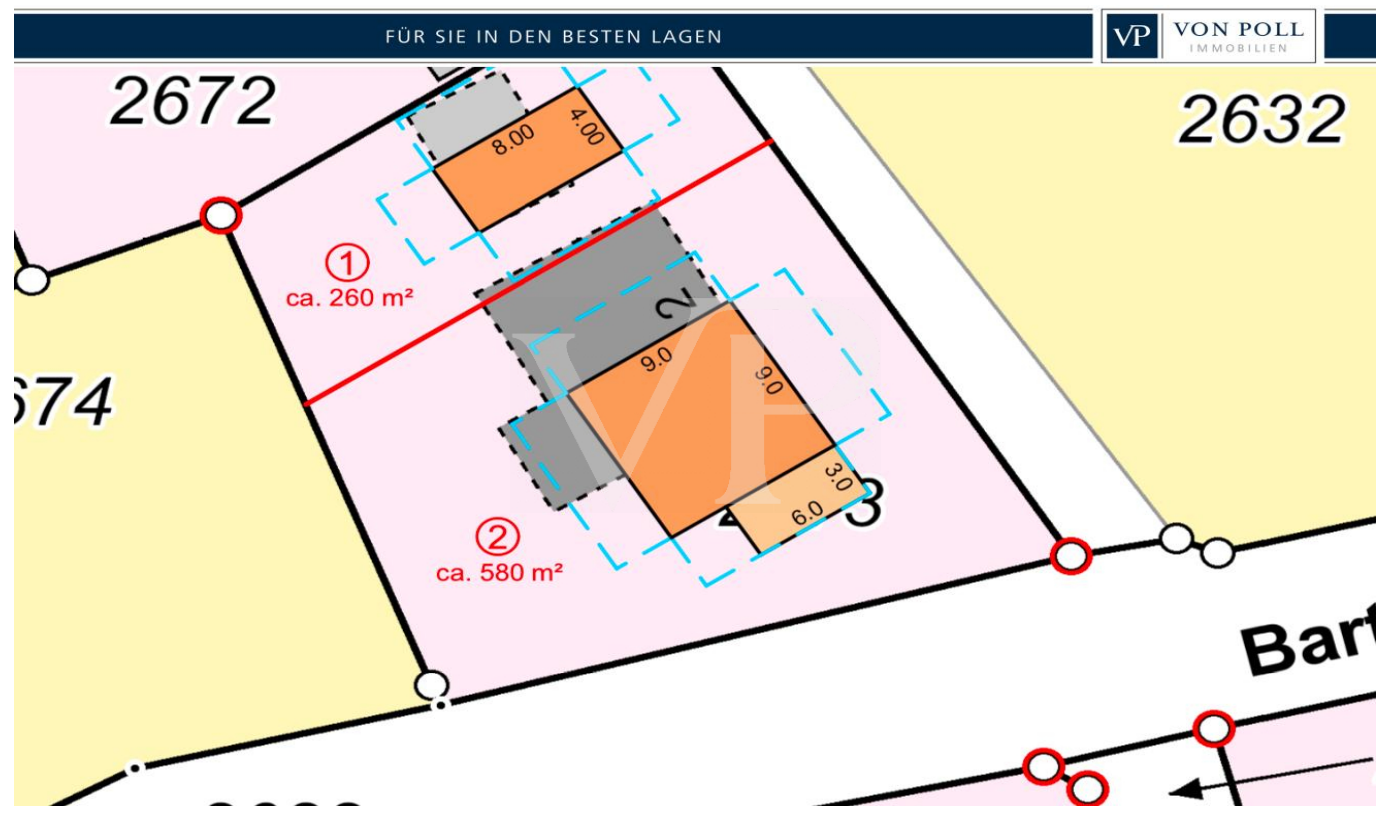 FÜR SIE IN DEN BESTEN LAGEN
VP VON POLL
IMMOBILIEN
2672
2632
8.00
4.00
1
ca. 260 m²
2
674
9.0
9.0
3.0
6.0
3
2
ca. 580 m²